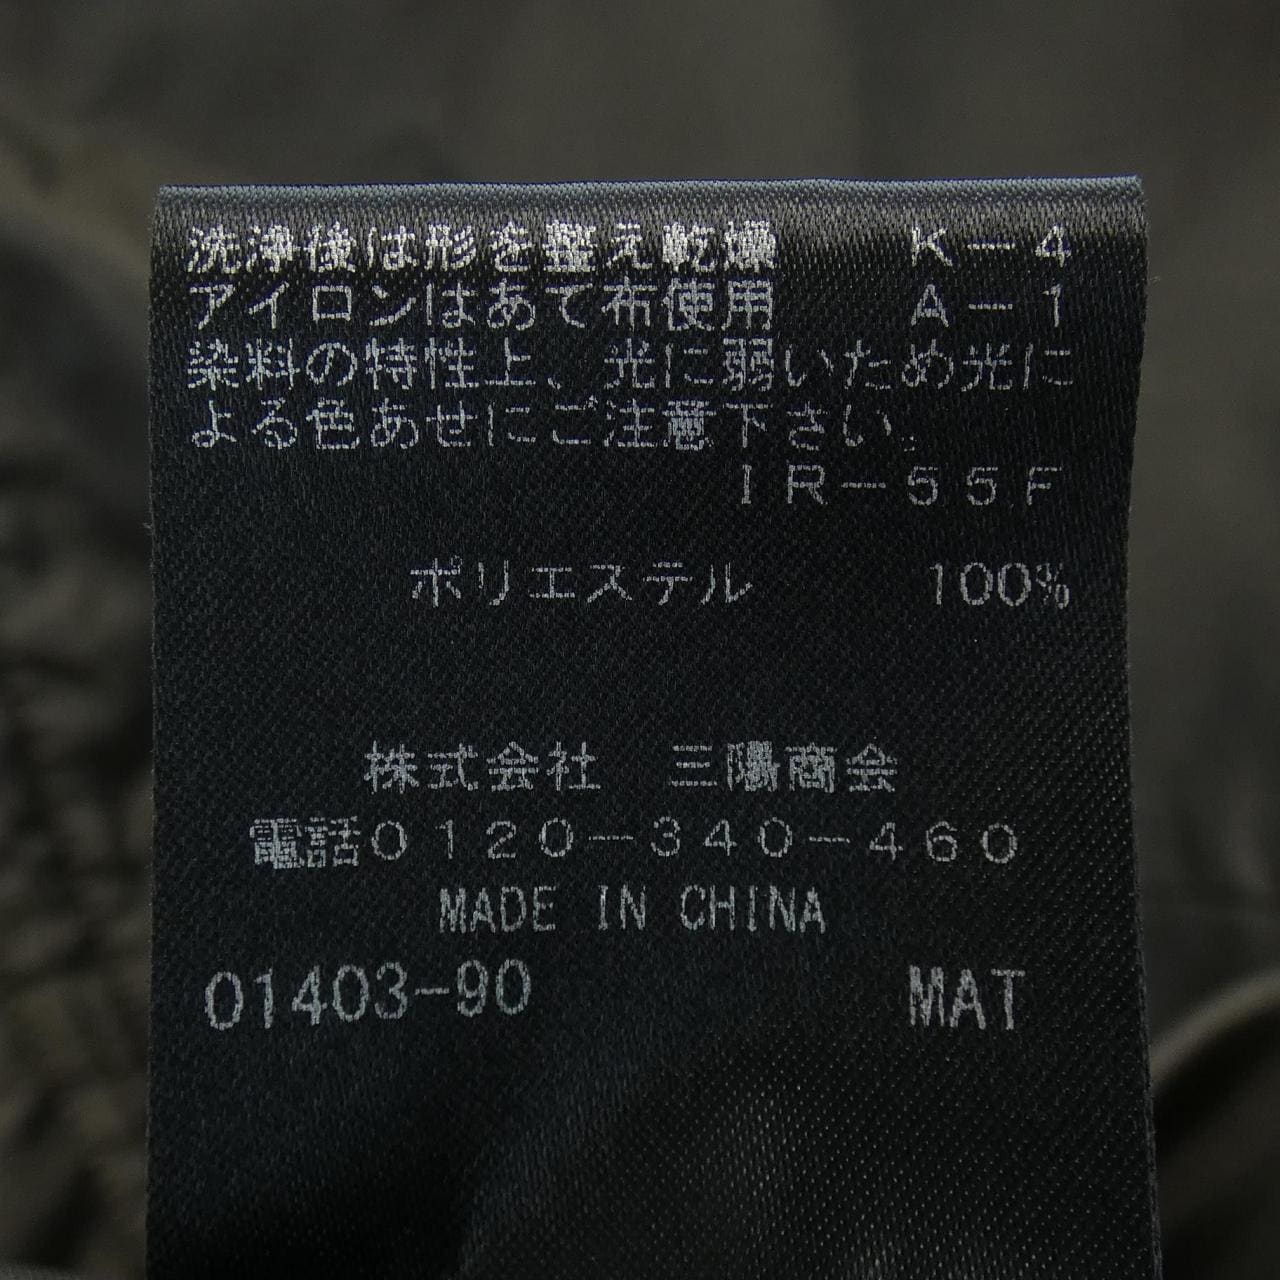 洗浄後は形を整え乾燥　K－4
アイロンはあて布使用　A－1
染料の特性上、光に弱いため光に
よる色あせにご注意下さい。
IR－55F
ポリエステル　100%
株式会社　三陽商会
電話0120－340－460
MADE IN CHINA
01403-90　MAT